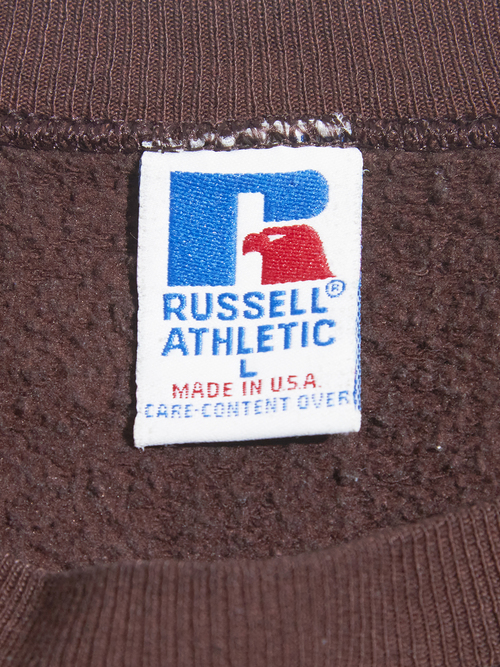 RUSSELL®
ATHLETIC
L
MADE IN U.S.A.
CARE-CONTENT OVER